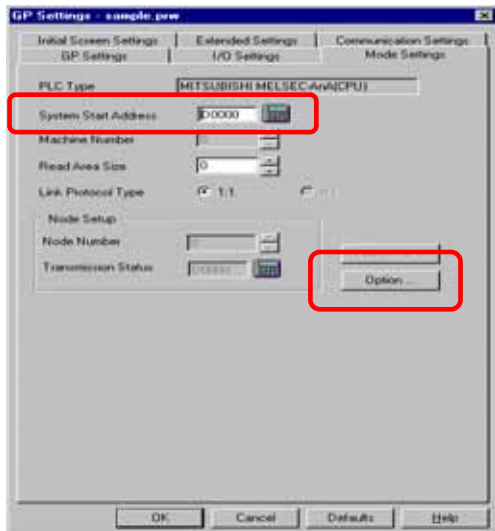 GP Settings - sample.prw
Initial Screen Settings Extended Settings Communication Settings
GP Settings I/O Settings Mode Settings
PLC Type MITSUBISHI MELSEC-AnA(CPU)
System Start Address D0000
Machine Number
Read Area Size 0
Link Protocol Type 1:1
Node Setup
Node Number
Transmission Status
Option ...
OK Cancel Defaults Help